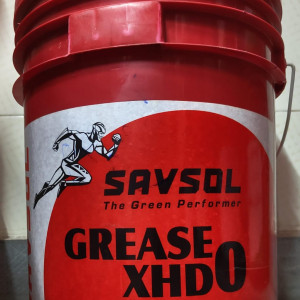 SAVSOL
The Green Performer
GREASE
XHD0